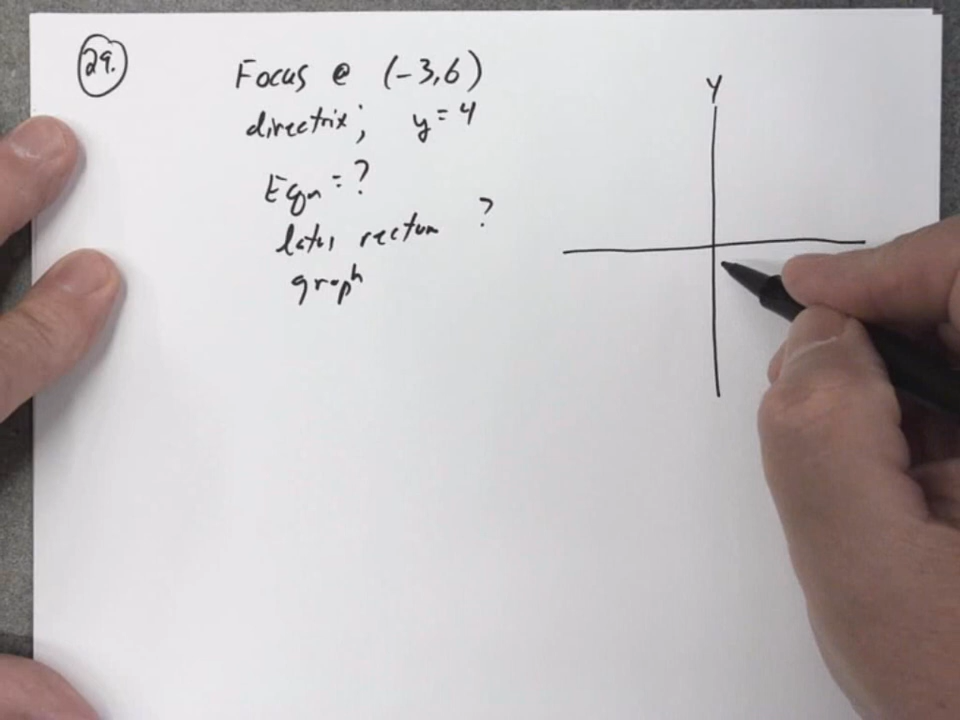 29.
Focus @ (-3,6)
directrix; y=4
Eqn=?
latus rectum ?
graph
Y